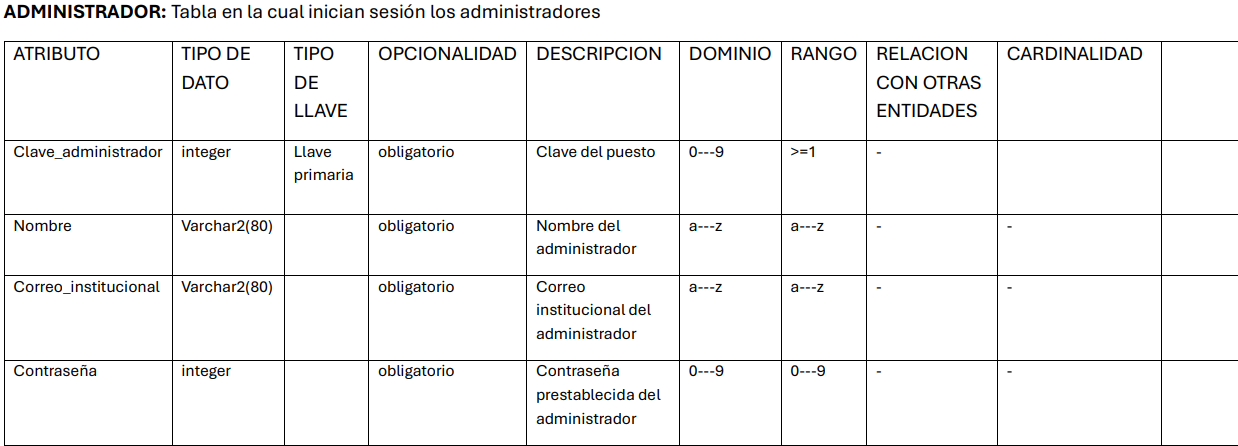 ADMINISTRADOR: Tabla en la cual inician sesión los administradores
ATRIBUTO TIPO DE DATO TIPO DE LLAVE OPCIONALIDAD DESCRIPCION DOMINIO RANGO RELACION CON OTRAS ENTIDADES CARDINALIDAD
Clave_administrador integer Llave primaria obligatorio Clave del puesto 0---9 >=1 -
Nombre Varchar2(80) obligatorio Nombre del administrador a---z a---z - -
Correo_institucional Varchar2(80) obligatorio Correo institucional del administrador a---z a---z - -
Contraseña integer obligatorio Contraseña prestablecida del administrador 0---9 0---9 - -